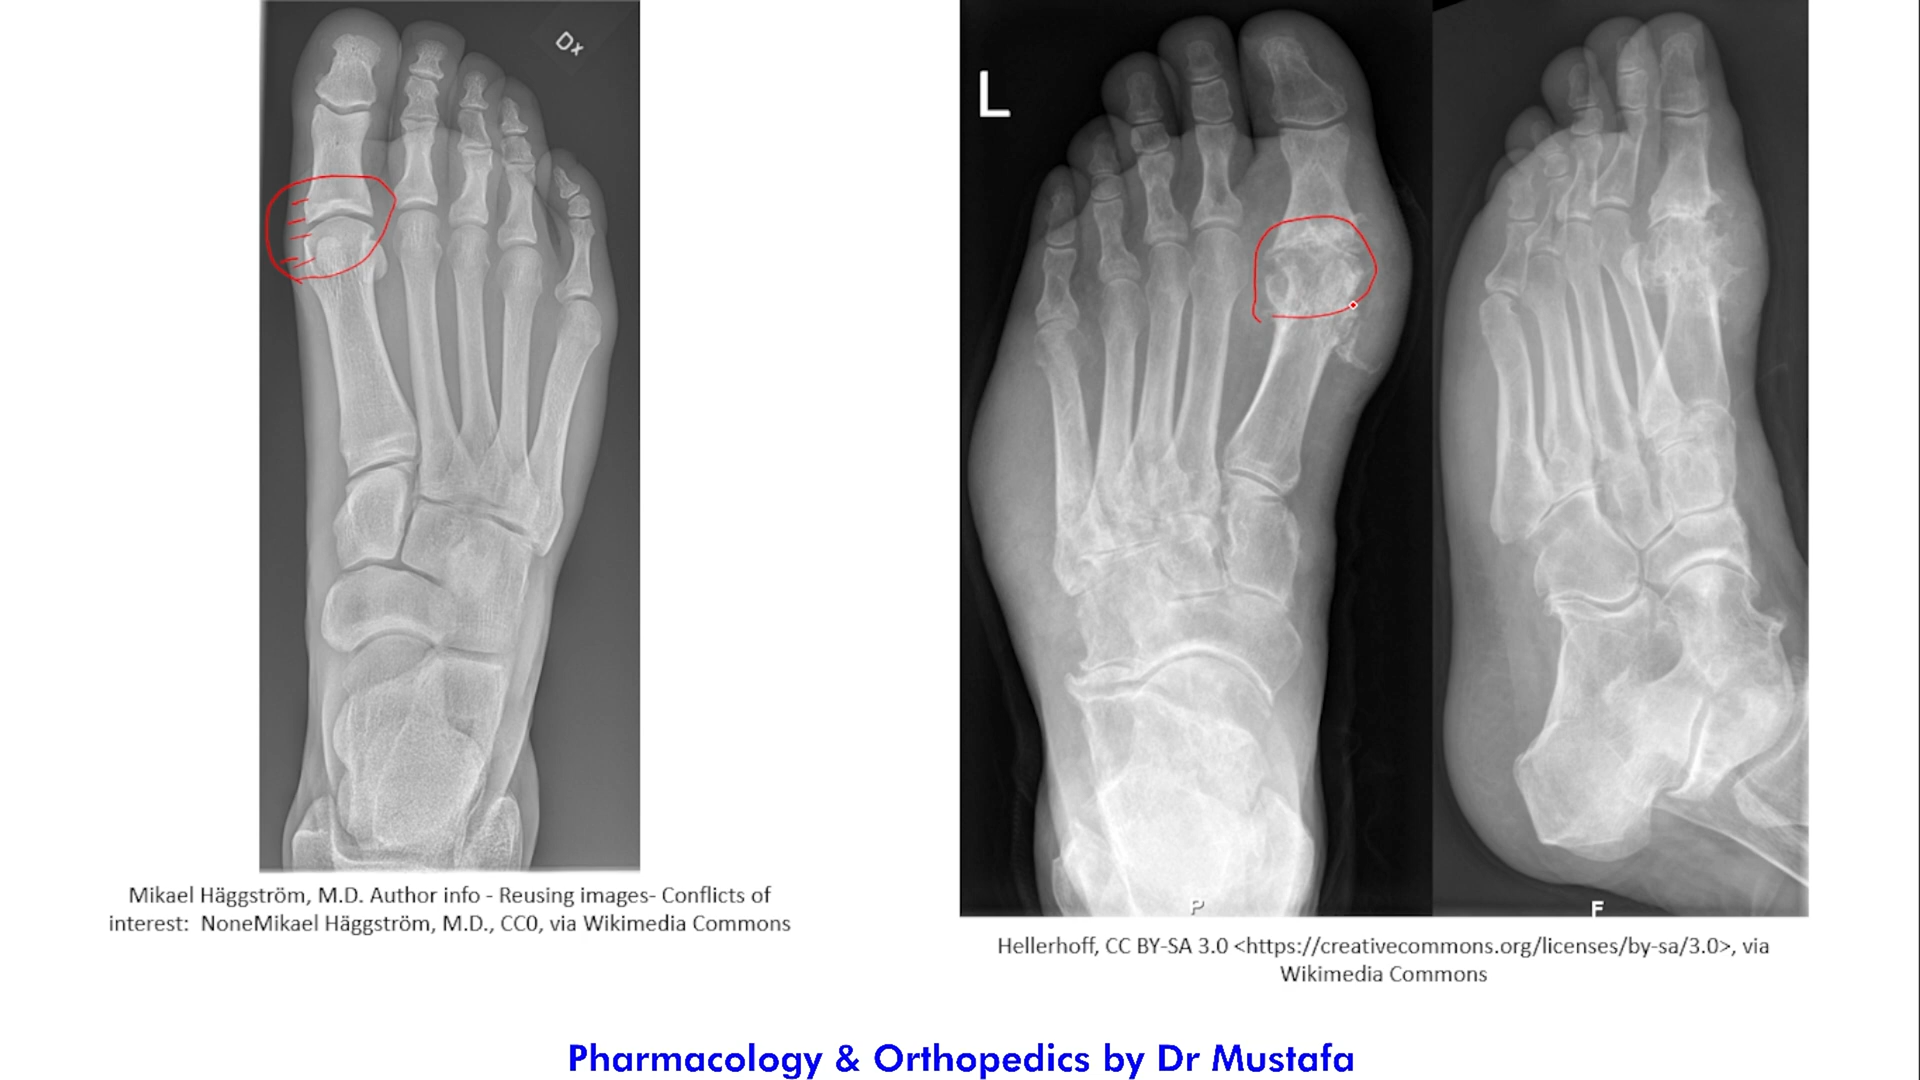 Dx
Mikael Häggström, M.D. Author info - Reusing images- Conflicts of
interest:  NoneMikael Häggström, M.D., CC0, via Wikimedia Commons
L
P
F
Hellerhoff, CC BY-SA 3.0 <https://creativecommons.org/licenses/by-sa/3.0>, via
Wikimedia Commons
Pharmacology & Orthopedics by Dr Mustafa